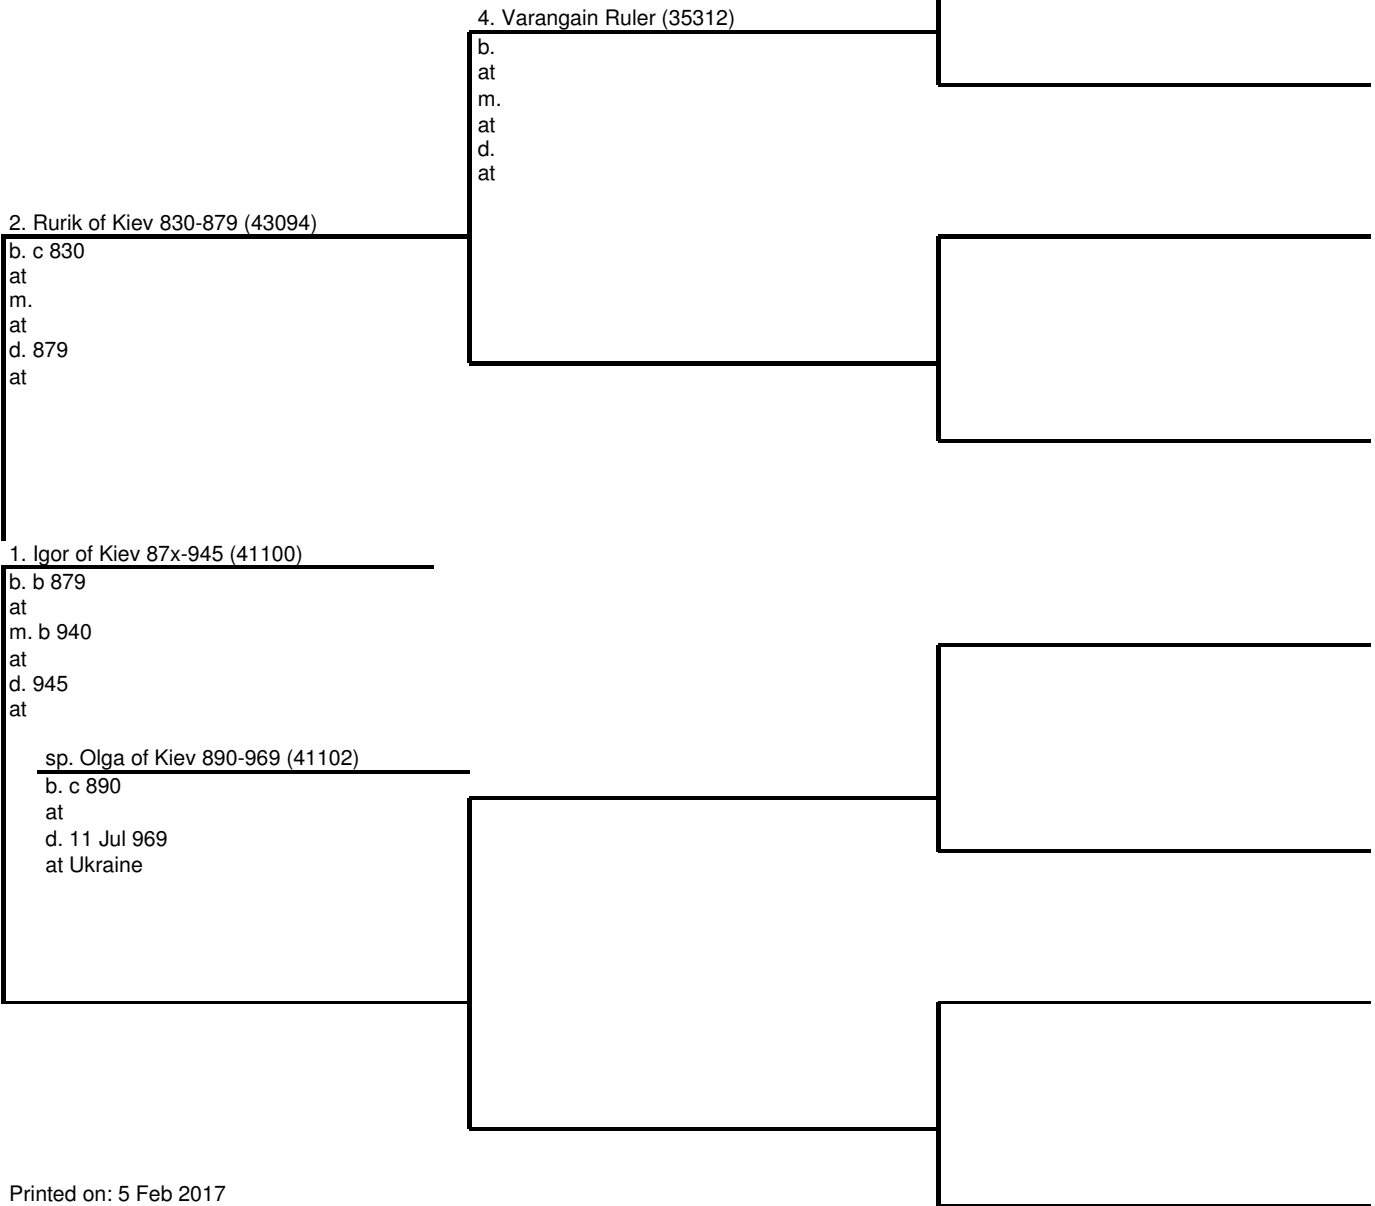 4. Varangain Ruler (35312)
b.
at
m.
at
d.
at
2. Rurik of Kiev 830-879 (43094)
b. c 830
at
m.
at
d. 879
at
1. Igor of Kiev 87x-945 (41100)
b. b 879
at
m. b 940
at
d. 945
at
sp. Olga of Kiev 890-969 (41102)
b. c 890
at
d. 11 Jul 969
at Ukraine
Printed on: 5 Feb 2017